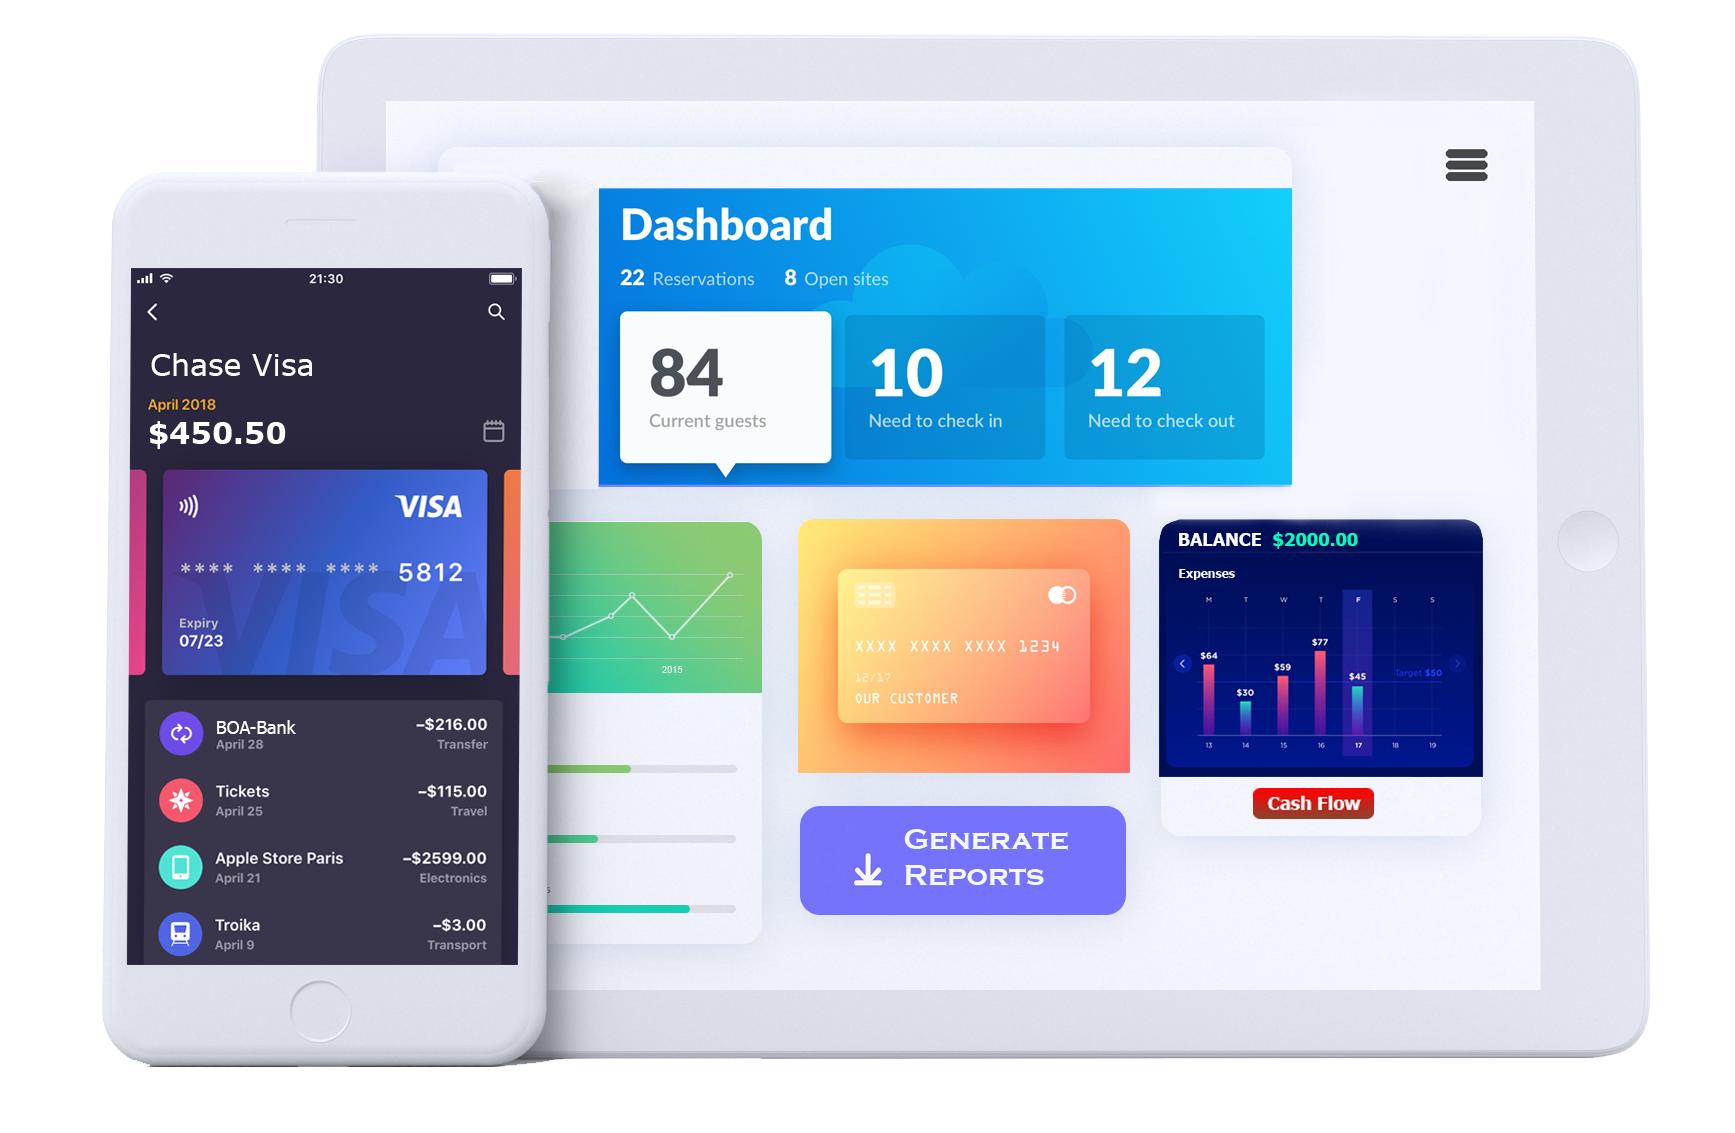 21:30
Chase Visa
April 2018
$450.50
VISA
**** **** **** 5812
VISA
Expiry
07/23
BOA-Bank -$216.00
April 28 Transfer
Tickets -$115.00
April 25 Travel
Apple Store Paris -$2599.00
April 21 Electronics
Troika -$3.00
April 9 Transport
Dashboard
22 Reservations 8 Open sites
84 10 12
Current guests Need to check in Need to check out
2015
s
XXXX XXXX XXXX 1234
12/17
OUR CUSTOMER
GENERATE
REPORTS
BALANCE $2000.00
Expenses
M T W T F S S
$77
$64
$59
Target $50
$45
$30
13 14 15 16 17 18 19
Cash Flow